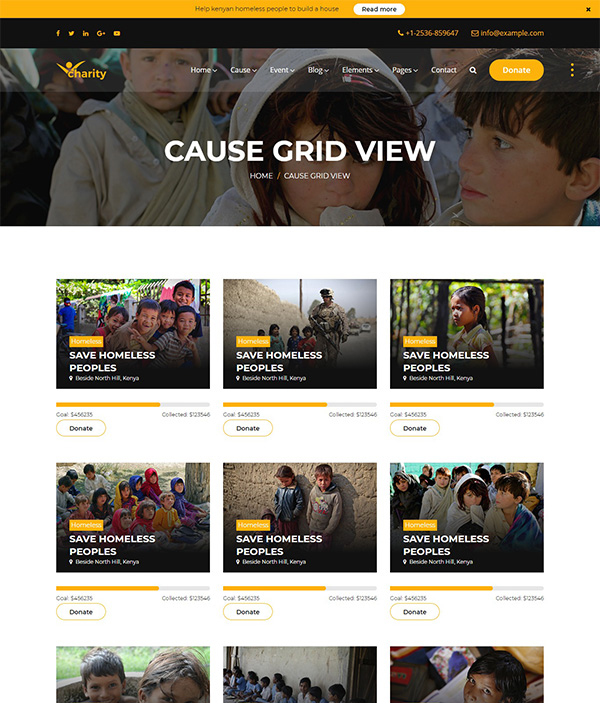 Help kenyan homeless people to build a house Read more
+1-2536-859647 info@example.com
charity Home Cause Event Blog Elements Pages Contact Donate
CAUSE GRID VIEW
HOME / CAUSE GRID VIEW
Homeless
SAVE HOMELESS
PEOPLES
Beside North Hill, Kenya
Goal: $456235 Collected: $123546
Donate
Homeless
SAVE HOMELESS
PEOPLES
Beside North Hill, Kenya
Goal: $456235 Collected: $123546
Donate
Homeless
SAVE HOMELESS
PEOPLES
Beside North Hill, Kenya
Goal: $456235 Collected: $123546
Donate
Homeless
SAVE HOMELESS
PEOPLES
Beside North Hill, Kenya
Goal: $456235 Collected: $123546
Donate
Homeless
SAVE HOMELESS
PEOPLES
Beside North Hill, Kenya
Goal: $456235 Collected: $123546
Donate
Homeless
SAVE HOMELESS
PEOPLES
Beside North Hill, Kenya
Goal: $456235 Collected: $123546
Donate